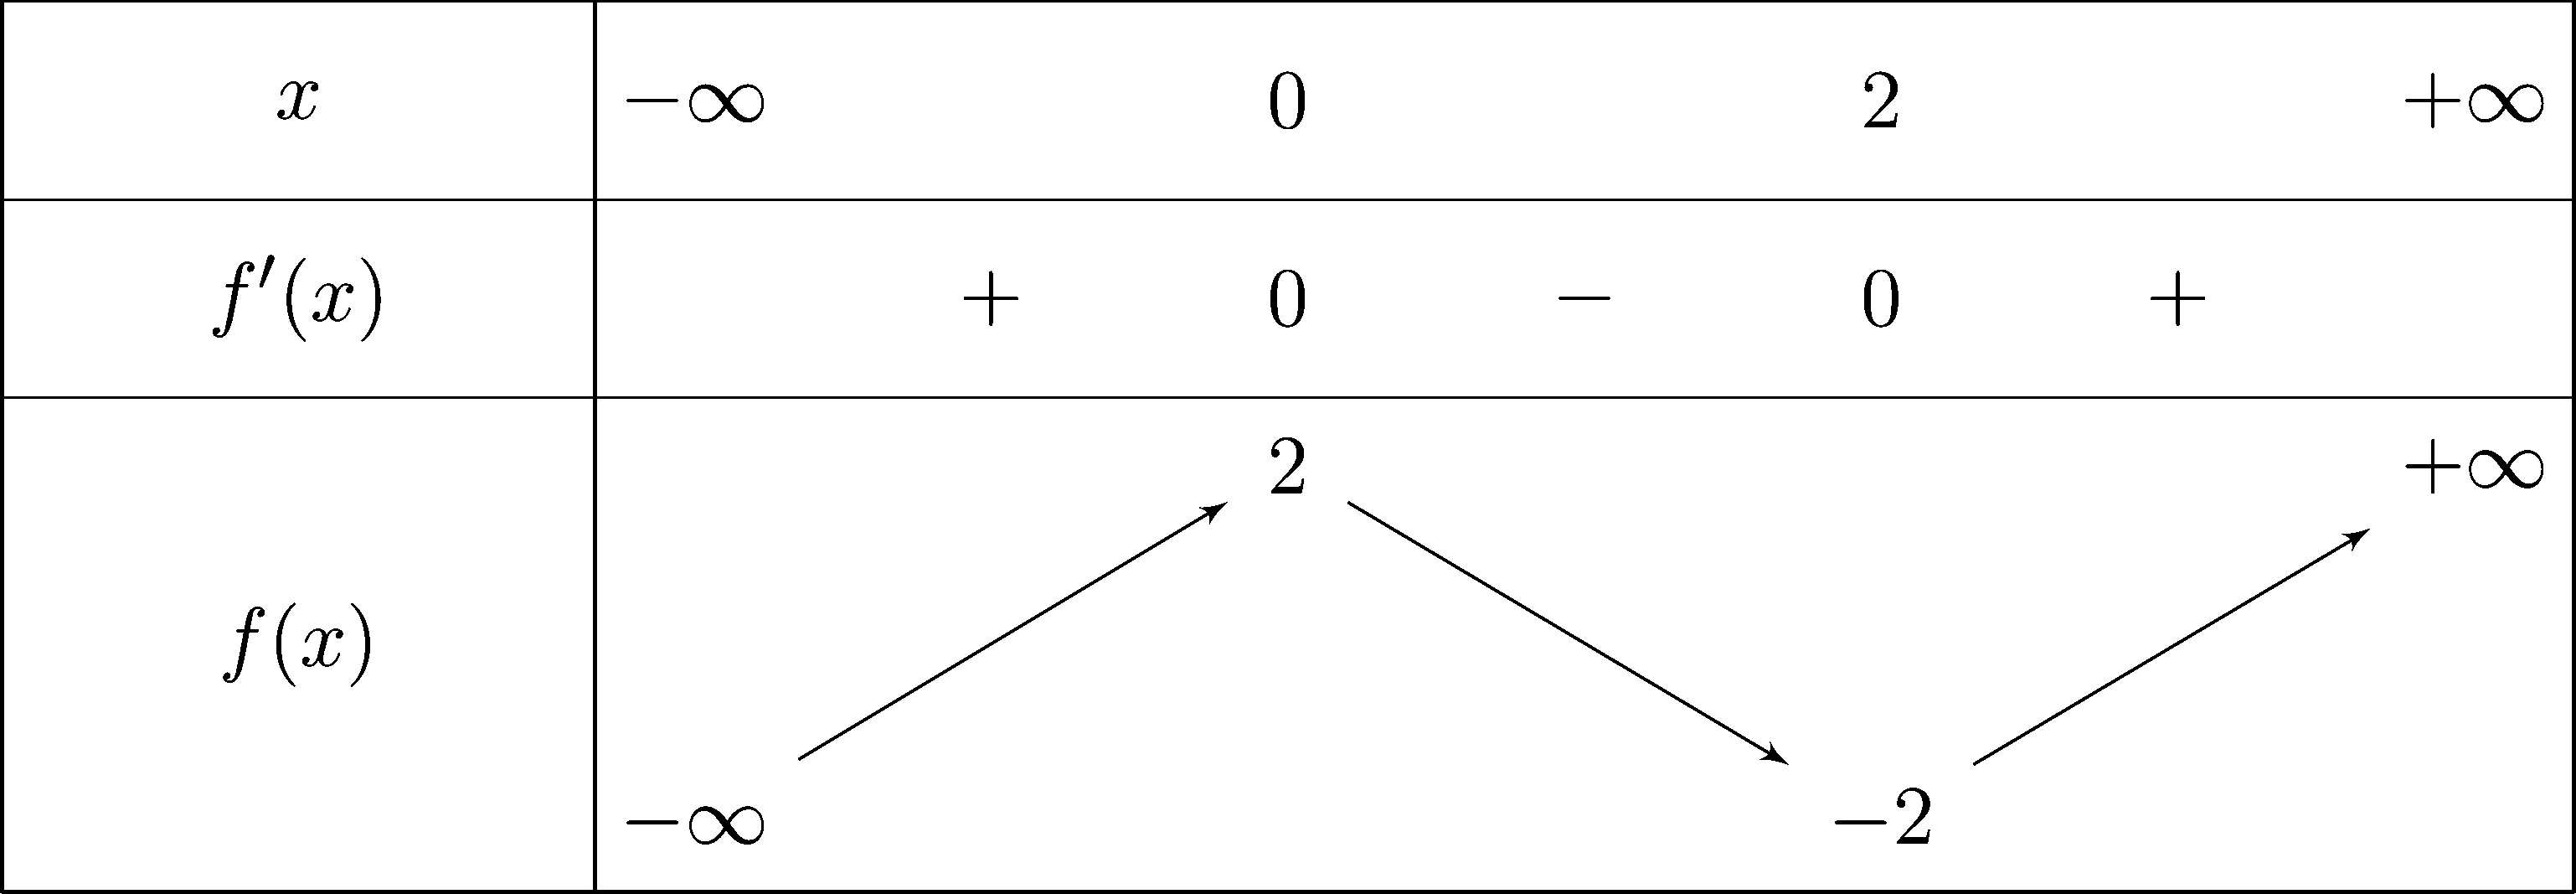 x −∞ 0 2 +∞
f′(x) + 0 − 0 +
2 +∞
f(x)
−∞ −2